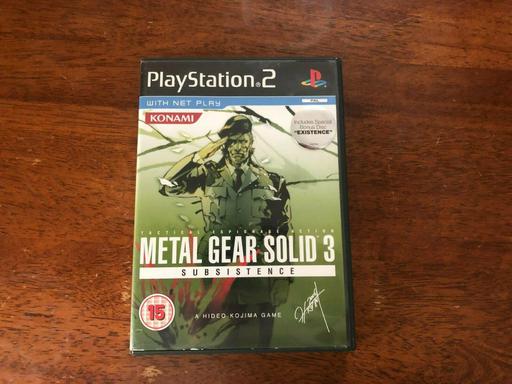 PlayStation®2
WITH NET PLAY
PAL
KONAMI
Includes Special
Bonus Disc
"EXISTENCE"
TACTICAL ESPIONAGE ACTION
METAL GEAR SOLID 3
SUBSISTENCE
15
A HIDEO KOJIMA GAME